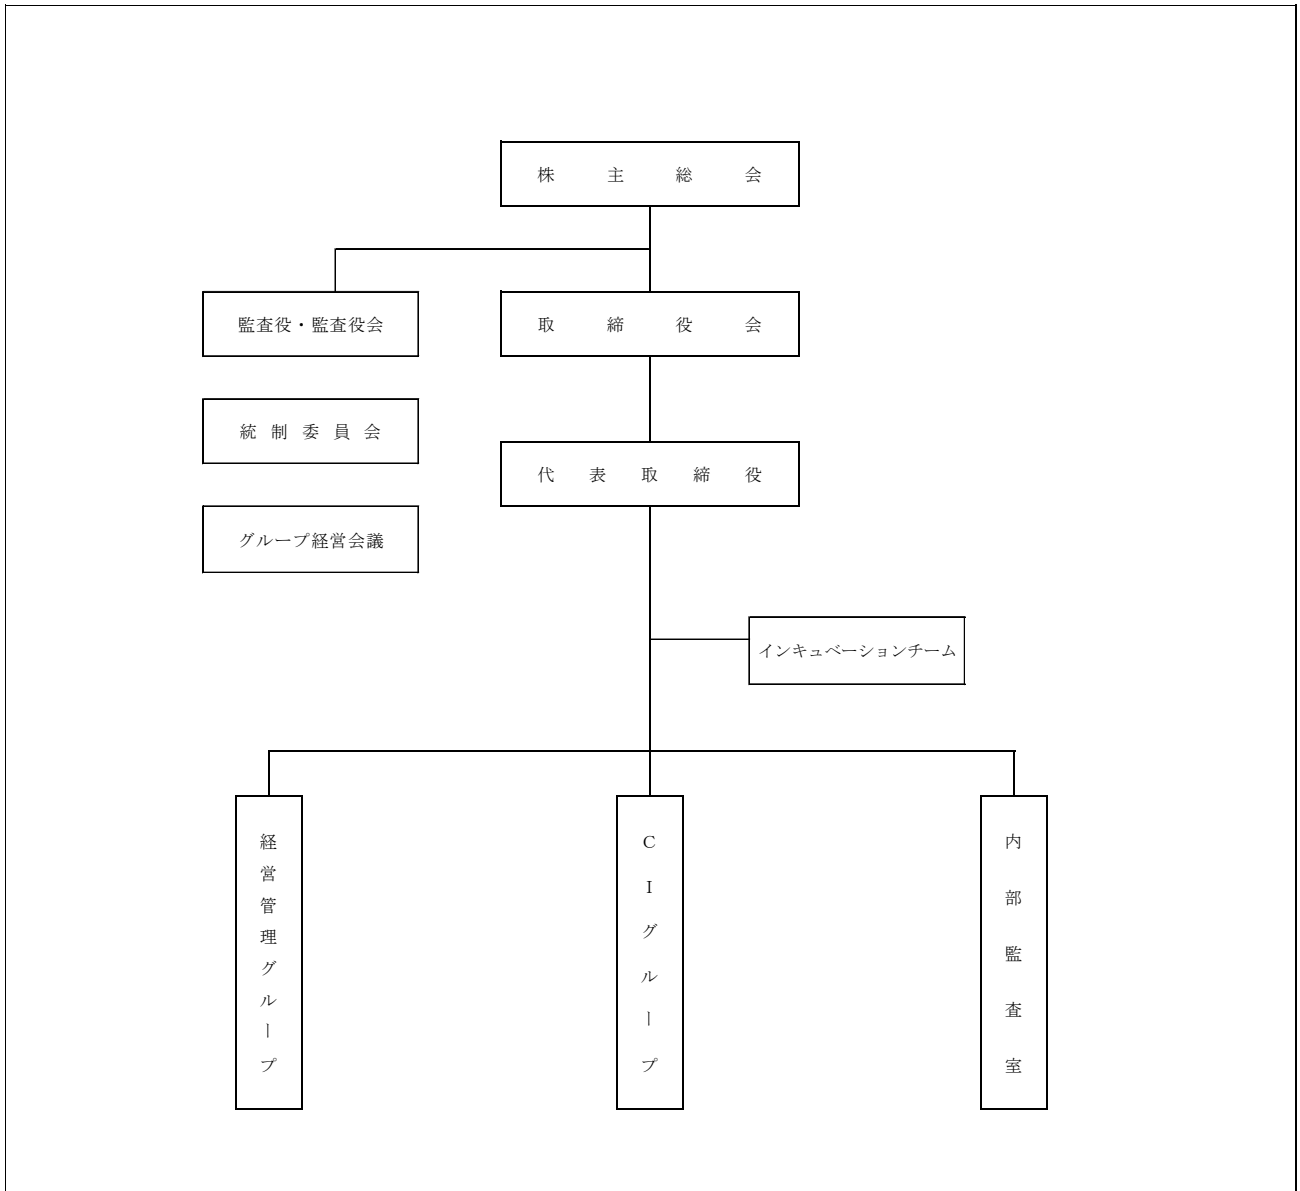 株主総会
監査役・監査役会
取締役会
統制委員会
代表取締役
グループ経営会議
インキュベーションチーム
経営管理グループ
CIグループ
内部監査室